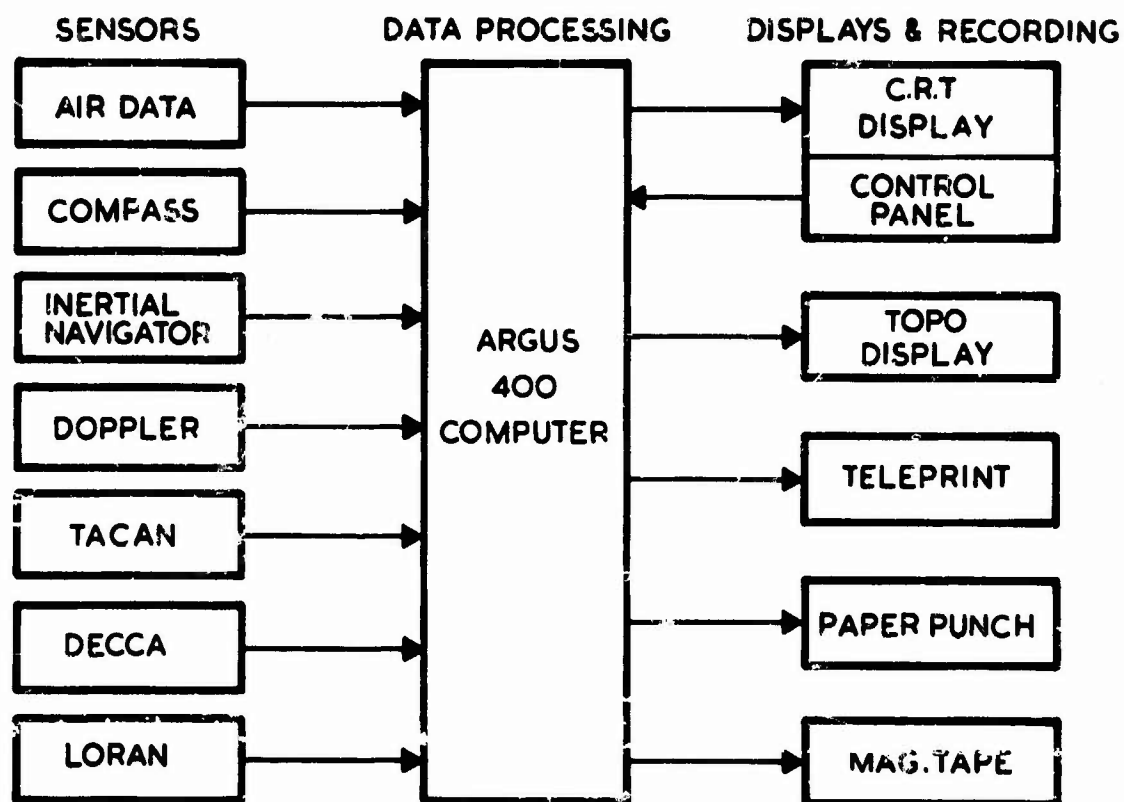 SENSORS
DATA PROCESSING
DISPLAYS & RECORDING
AIR DATA
COMPASS
INERTIAL
NAVIGATOR
DOPPLER
TACAN
DECCA
LORAN
ARGUS
400
COMPUTER
C.R.T
DISPLAY
CONTROL
PANEL
TOPO
DISPLAY
TELEPRINT
PAPER PUNCH
MAG.TAPE